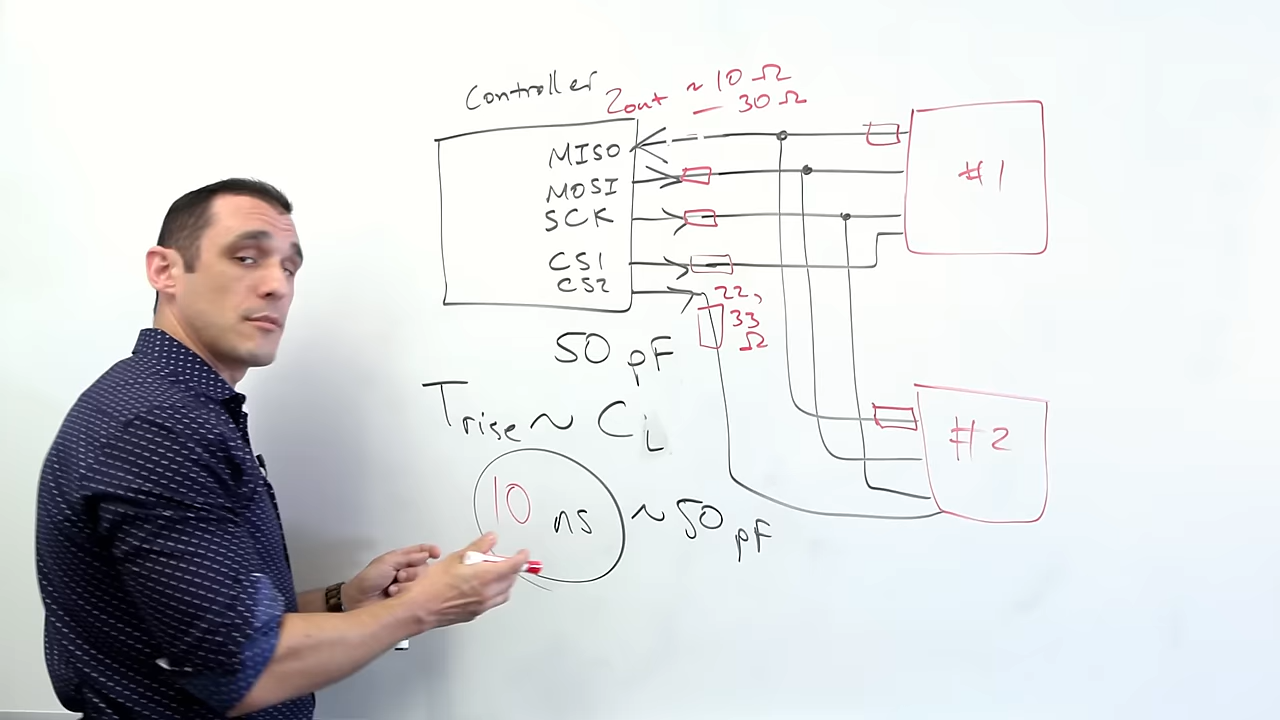 Controller
Zout ~ 10 Ω
— 30 Ω
MISO
MOSI
SCK
CS1
CS2
#1
22,
33
Ω
50 pF
Trise ~ Ci
10 ns ~ 50 pF
#2